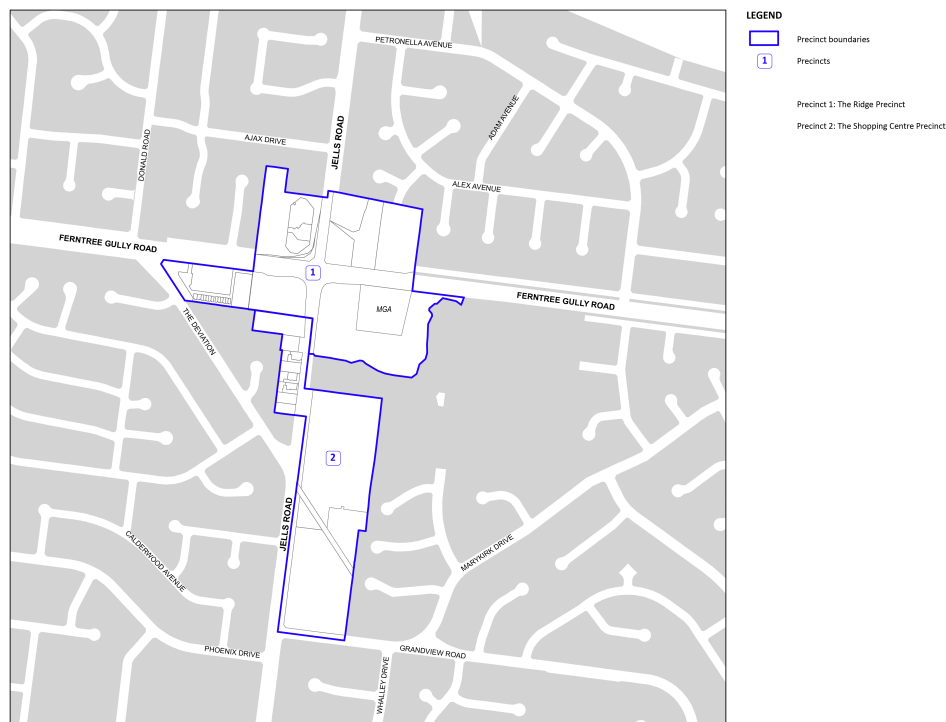 LEGEND
Precinct boundaries
1
Precincts
Precinct 1: The Ridge Precinct
Precinct 2: The Shopping Centre Precinct
PETRONELLA AVENUE
ADAM AVENUE
JELLS ROAD
DONALD ROAD
AJAX DRIVE
ALEX AVENUE
FERNTREE GULLY ROAD
1
FERNTREE GULLY ROAD
MGA
THE DEVIATION
2
JELLS ROAD
CALDERWOOD AVENUE
MARYKIRK DRIVE
PHOENIX DRIVE
GRANDVIEW ROAD
WHALLEY DRIVE